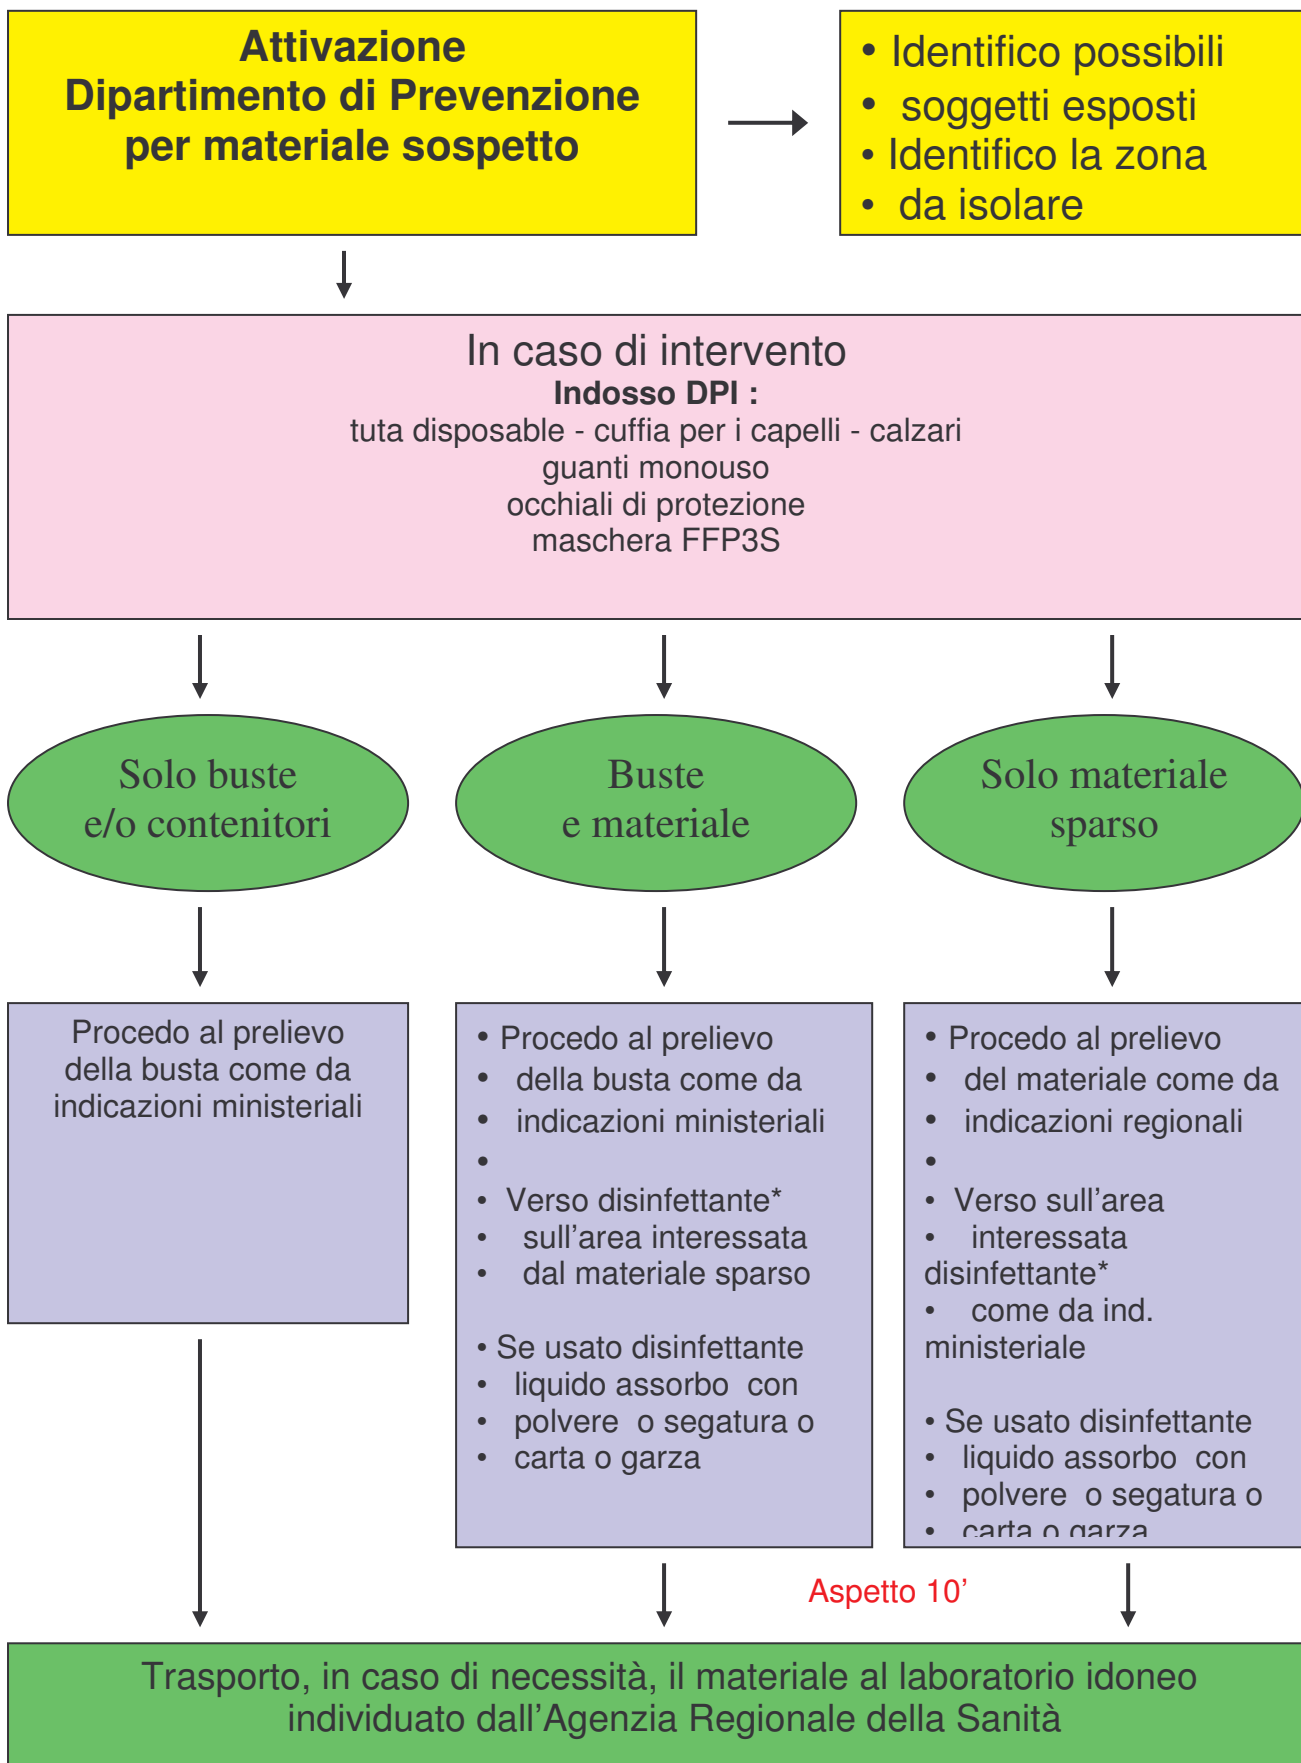 Attivazione
Dipartimento di Prevenzione
per materiale sospetto
• Identifico possibili
• soggetti esposti
• Identifico la zona
• da isolare
In caso di intervento
Indosso DPI :
tuta disposable - cuffia per i capelli - calzari
guanti monouso
occhiali di protezione
maschera FFP3S
Solo buste
e/o contenitori
Buste
e materiale
Solo materiale
sparso
Procedo al prelievo
della busta come da
indicazioni ministeriali
• Procedo al prelievo
• della busta come da
• indicazioni ministeriali
•
• Verso disinfettante*
• sull’area interessata
• dal materiale sparso
• Se usato disinfettante
• liquido assorbo con
• polvere o segatura o
• carta o garza
• Procedo al prelievo
• del materiale come da
• indicazioni regionali
•
• Verso sull’area
• interessata
disinfettante*
• come da ind.
ministeriale
• Se usato disinfettante
• liquido assorbo con
• polvere o segatura o
• carta o garza
Aspetto 10’
Trasporto, in caso di necessità, il materiale al laboratorio idoneo
individuato dall’Agenzia Regionale della Sanità